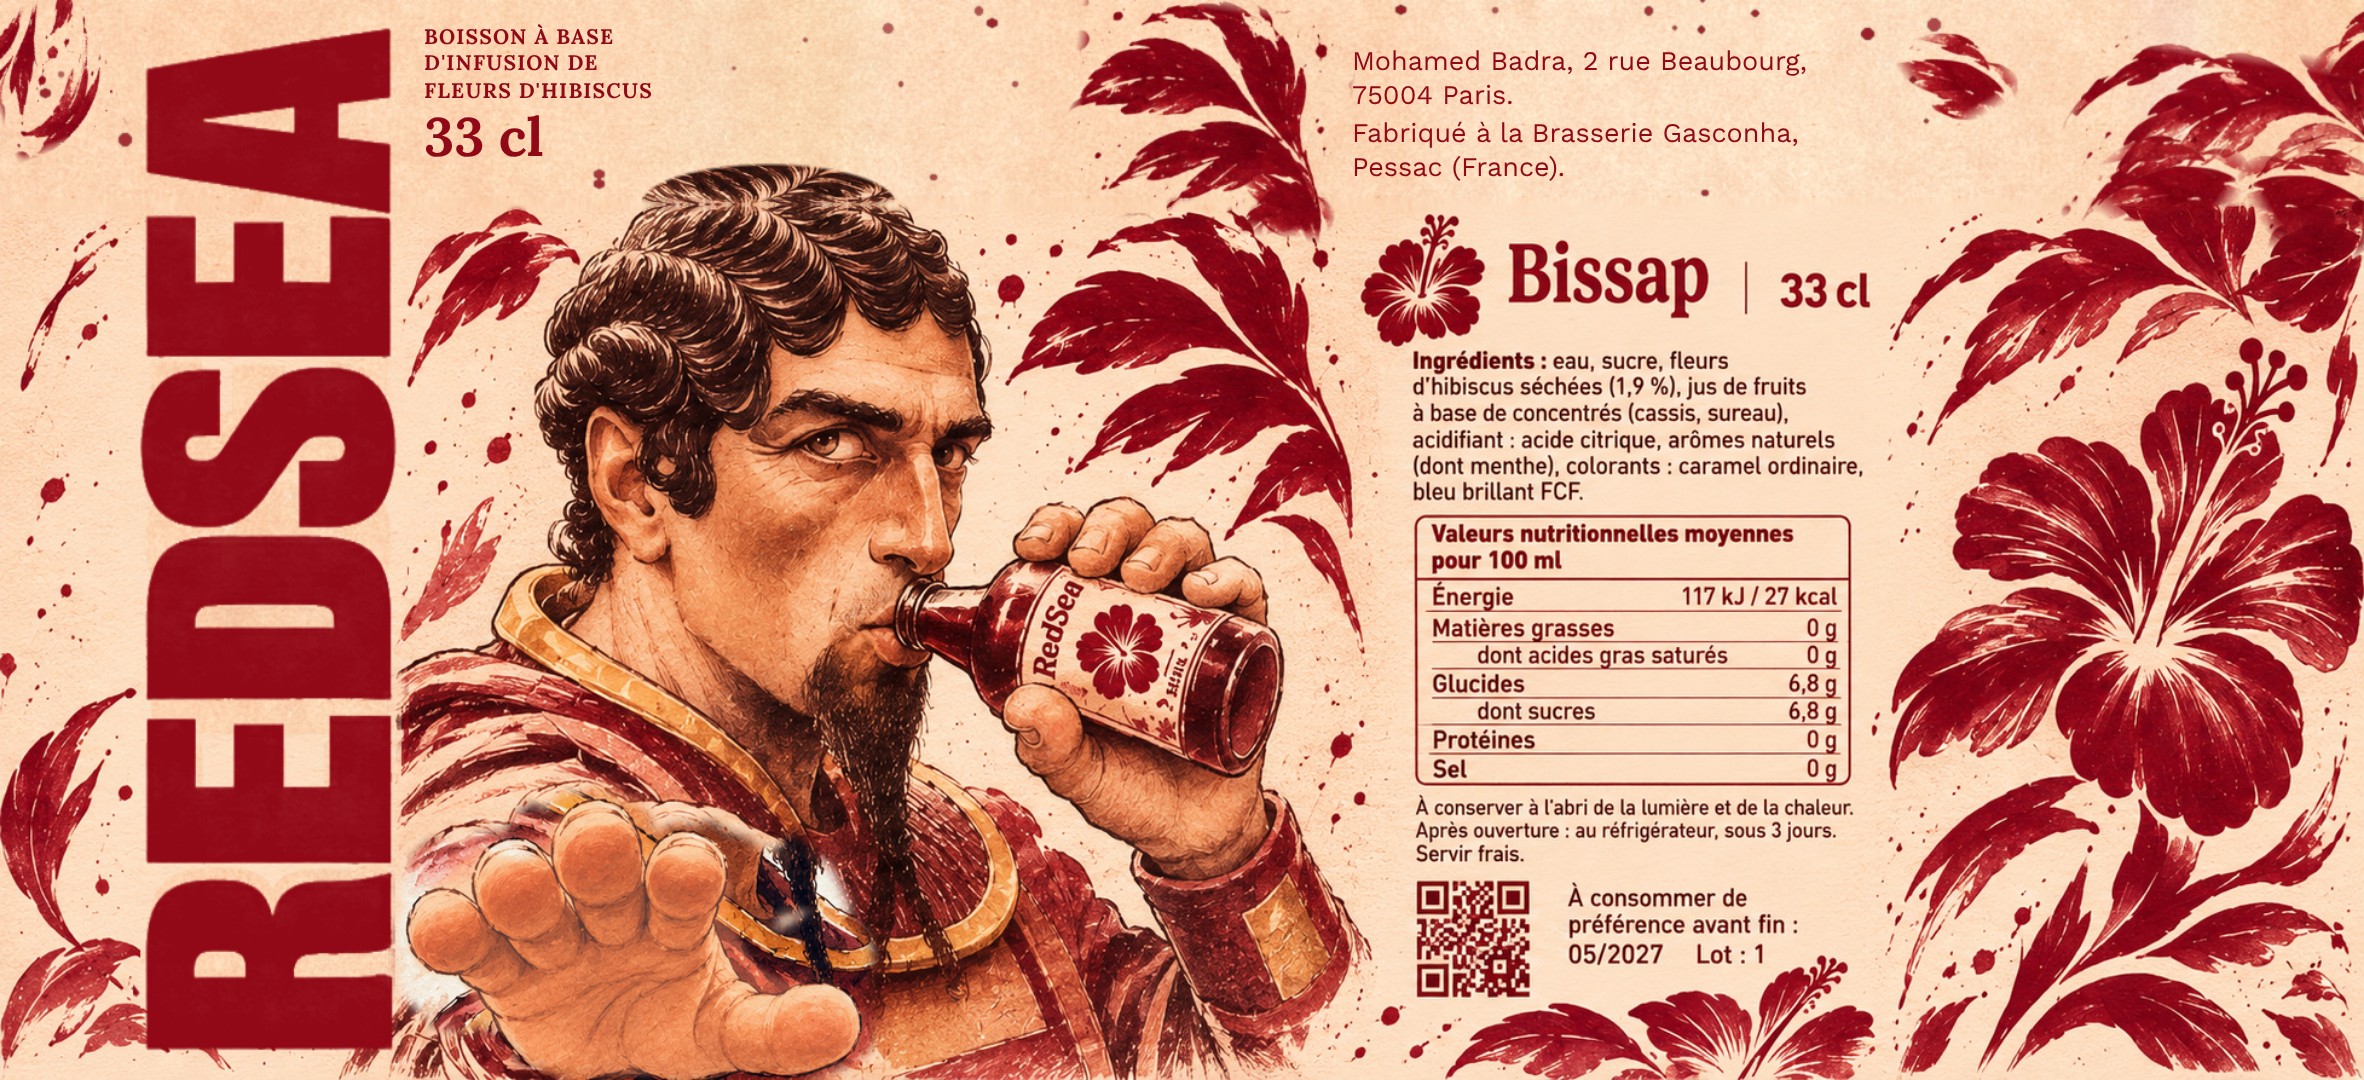 REDSEA
BOISSON À BASE
D'INFUSION DE
FLEURS D'HIBISCUS
33 cl
RedSea
Mohamed Badra, 2 rue Beaubourg,
75004 Paris.
Fabriqué à la Brasserie Gasconha,
Pessac (France).
Bissap | 33 cl
Ingrédients : eau, sucre, fleurs
d'hibiscus séchées (1,9 %), jus de fruits
à base de concentrés (cassis, sureau),
acidifiant : acide citrique, arômes naturels
(dont menthe), colorants : caramel ordinaire,
bleu brillant FCF.
Valeurs nutritionnelles moyennes
pour 100 ml
Énergie 117 kJ / 27 kcal
Matières grasses 0 g
dont acides gras saturés 0 g
Glucides 6,8 g
dont sucres 6,8 g
Protéines 0 g
Sel 0 g
À conserver à l'abri de la lumière et de la chaleur.
Après ouverture : au réfrigérateur, sous 3 jours.
Servir frais.
À consommer de
préférence avant fin :
05/2027 Lot : 1